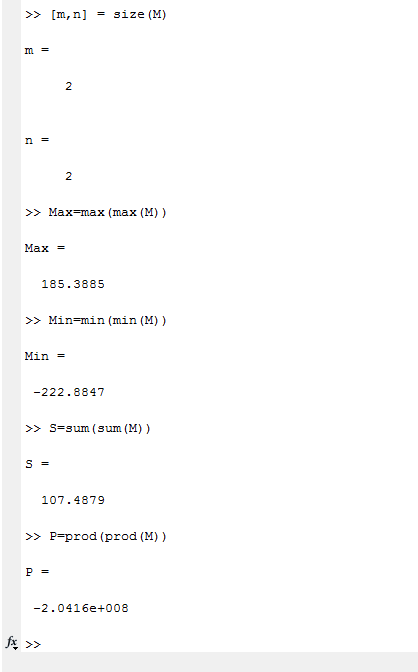 >> [m,n] = size(M)
m =
2
n =
2
>> Max=max(max(M))
Max =
185.3885
>> Min=min(min(M))
Min =
-222.8847
>> S=sum(sum(M))
S =
107.4879
>> P=prod(prod(M))
P =
-2.0416e+008
fx >>